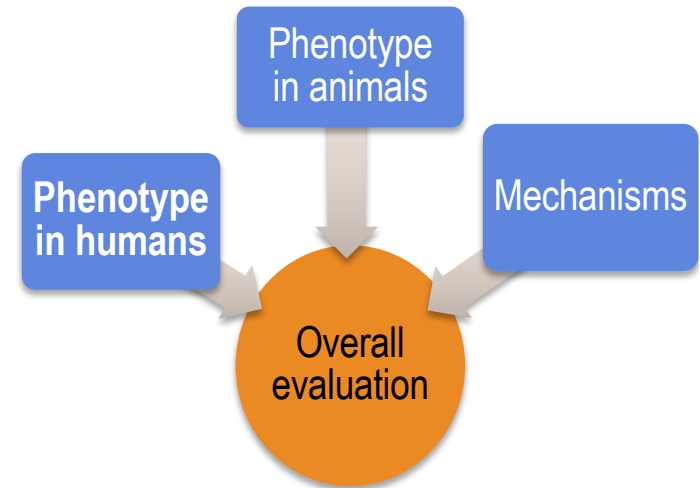 Phenotype
in animals
Phenotype
in humans
Mechanisms
Overall
evaluation